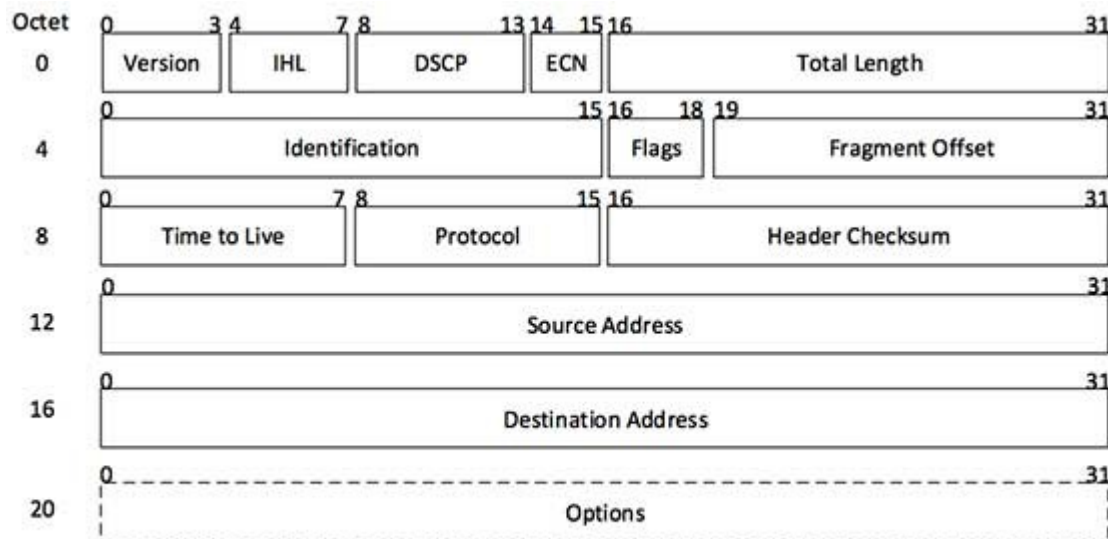 Octet 0 3 4 7 8 13 14 15 16 31
0 Version IHL DSCP ECN Total Length
0 15 16 18 19 31
4 Identification Flags Fragment Offset
0 7 8 15 16 31
8 Time to Live Protocol Header Checksum
0 31
12 Source Address
0 31
16 Destination Address
0 31
20 Options